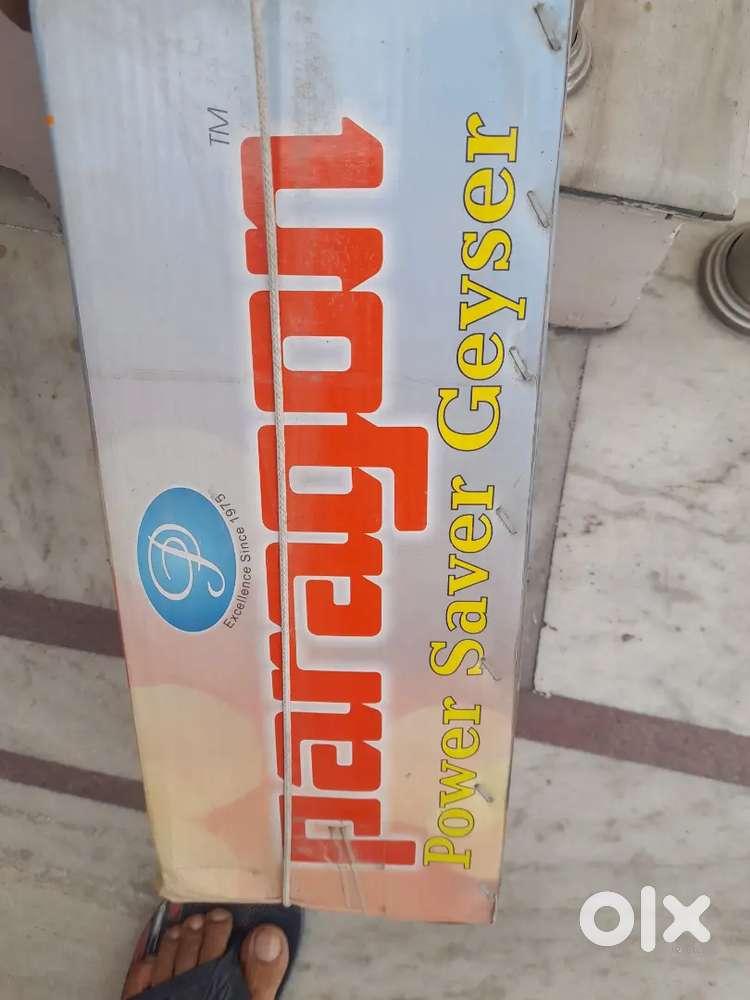 Excellence Since 1975
paragon TM
Power Saver Geyser
olx